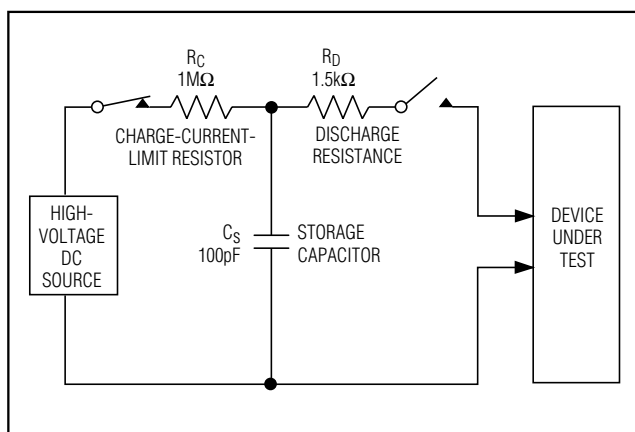 R_C
1MΩ
CHARGE-CURRENT-
LIMIT RESISTOR
R_D
1.5kΩ
DISCHARGE
RESISTANCE
HIGH-
VOLTAGE
DC
SOURCE
C_S
100pF
STORAGE
CAPACITOR
DEVICE
UNDER
TEST